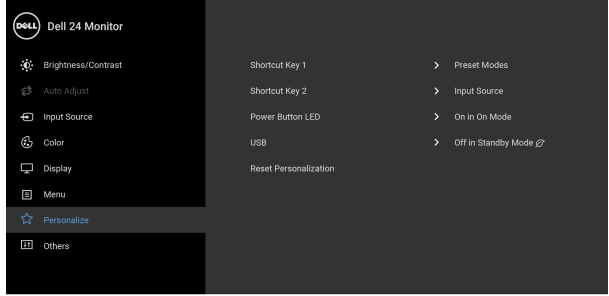 DELL Dell 24 Monitor
Brightness/Contrast
Auto Adjust
Input Source
Color
Display
Menu
Personalize
Others
Shortcut Key 1 Preset Modes
Shortcut Key 2 Input Source
Power Button LED On in On Mode
USB Off in Standby Mode
Reset Personalization